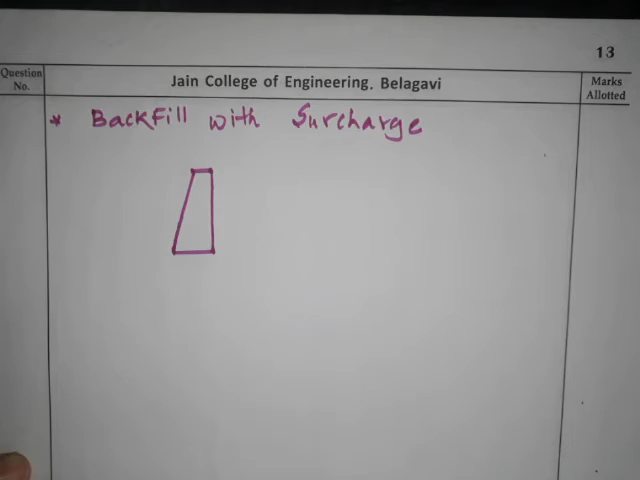 13
Question No.
Jain College of Engineering. Belagavi
Marks Allotted
* Backfill with Surcharge